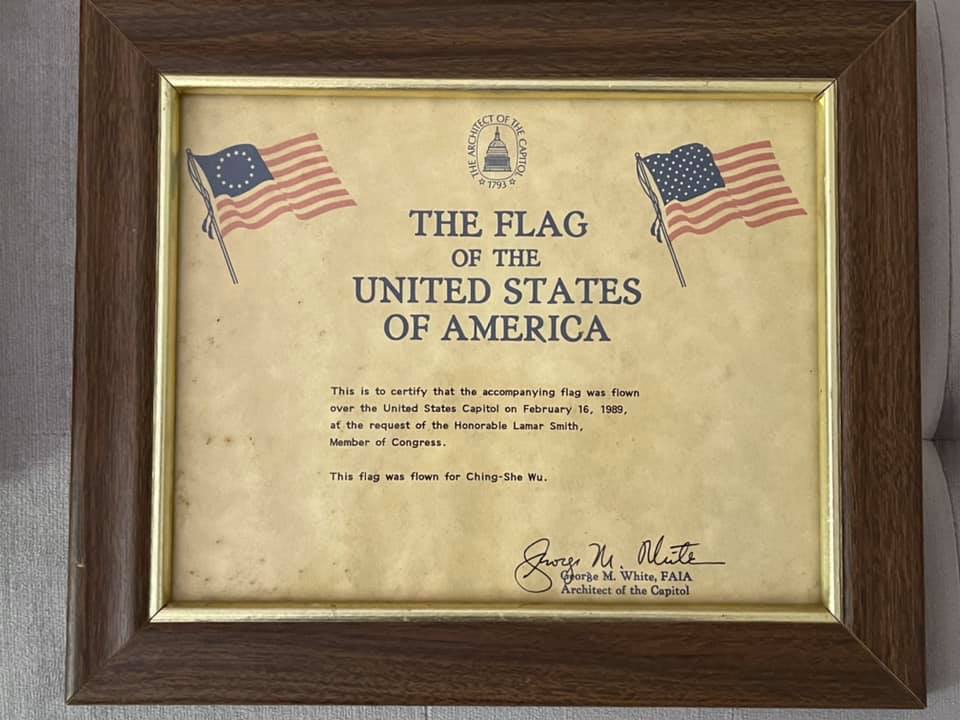 THE ARCHITECT OF THE CAPITOL
1793
THE FLAG
OF THE
UNITED STATES
OF AMERICA
This is to certify that the accompanying flag was flown
over the United States Capitol on February 16, 1989,
at the request of the Honorable Lamar Smith,
Member of Congress.
This flag was flown for Ching-She Wu.
George M. White
George M. White, FAIA
Architect of the Capitol